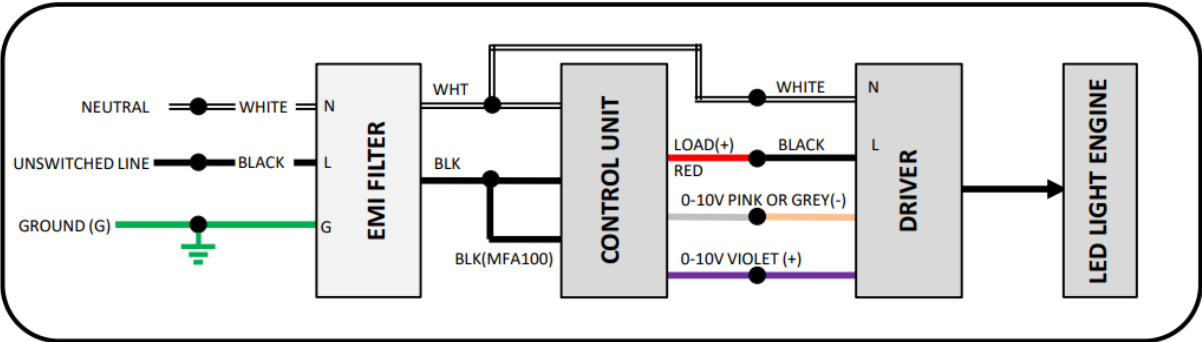 NEUTRAL
WHITE
N
UNSWITCHED LINE
BLACK
L
GROUND (G)
G
EMI FILTER
WHT
BLK
BLK(MFA100)
CONTROL UNIT
WHITE
LOAD(+)
BLACK
RED
0-10V PINK OR GREY(-)
0-10V VIOLET (+)
N
L
DRIVER
LED LIGHT ENGINE